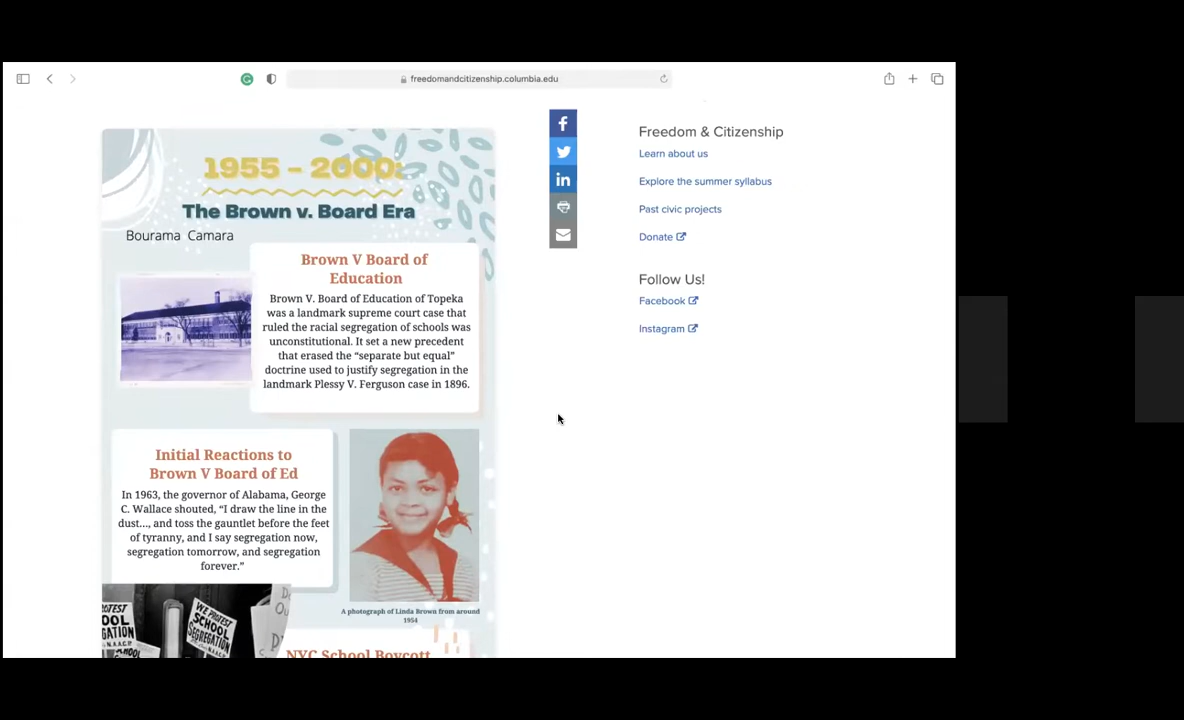 freedomandcitizenship.columbia.edu
1955 – 2000:
The Brown v. Board Era
Bourama Camara
Brown V Board of
Education
Brown V. Board of Education of Topeka
was a landmark supreme court case that
ruled the racial segregation of schools was
unconstitutional. It set a new precedent
that erased the “separate but equal”
doctrine used to justify segregation in the
landmark Plessy V. Ferguson case in 1896.
Initial Reactions to
Brown V Board of Ed
In 1963, the governor of Alabama, George
C. Wallace shouted, “I draw the line in the
dust..., and toss the gauntlet before the feet
of tyranny, and I say segregation now,
segregation tomorrow, and segregation
forever.”
A photograph of Linda Brown from around
1954
WE PROTEST
SCHOOL
SEGREGATION
NYC School Boycott
Freedom & Citizenship
Learn about us
Explore the summer syllabus
Past civic projects
Donate
Follow Us!
Facebook
Instagram